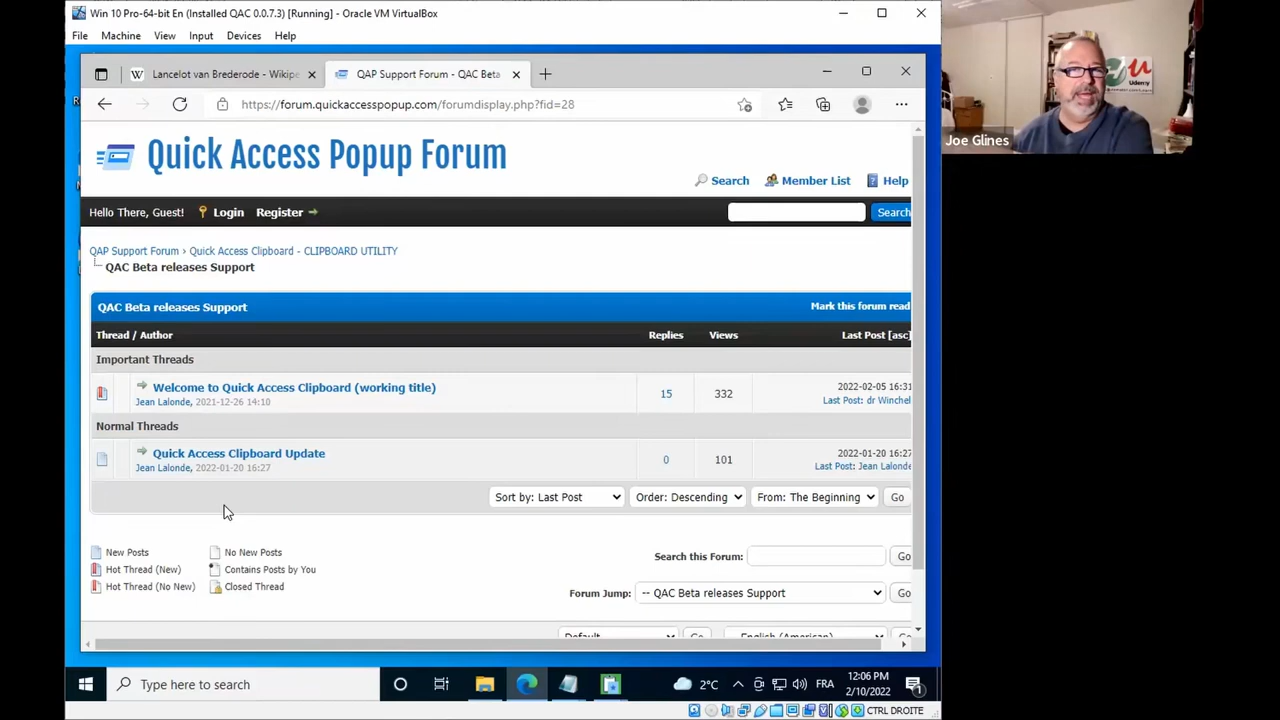 Win 10 Pro-64-bit En (Installed QAC 0.0.7.3) [Running] - Oracle VM VirtualBox
File Machine View Input Devices Help
Lancelot van Brederode - Wikipe
QAP Support Forum - QAC Beta
https://forum.quickaccesspopup.com/forumdisplay.php?fid=28
Quick Access Popup Forum
Search Member List Help
Hello There, Guest! Login Register
Search
QAP Support Forum › Quick Access Clipboard - CLIPBOARD UTILITY
QAC Beta releases Support
QAC Beta releases Support Mark this forum read
Thread / Author Replies Views Last Post [asc]
Important Threads
Welcome to Quick Access Clipboard (working title) 15 332 2022-02-05 16:31
Jean Lalonde, 2021-12-26 14:10 Last Post: dr Winchel
Normal Threads
Quick Access Clipboard Update 0 101 2022-01-20 16:27
Jean Lalonde, 2022-01-20 16:27 Last Post: Jean Lalonde
Sort by: Last Post Order: Descending From: The Beginning Go
New Posts No New Posts Search this Forum: Go
Hot Thread (New) Contains Posts by You
Hot Thread (No New) Closed Thread Forum Jump: -- QAC Beta releases Support Go
Default Go English (American) Go
Type here to search 2°C FRA 12:06 PM
2/10/2022 1
CTRL DROITE
Udemy
Joe Glines